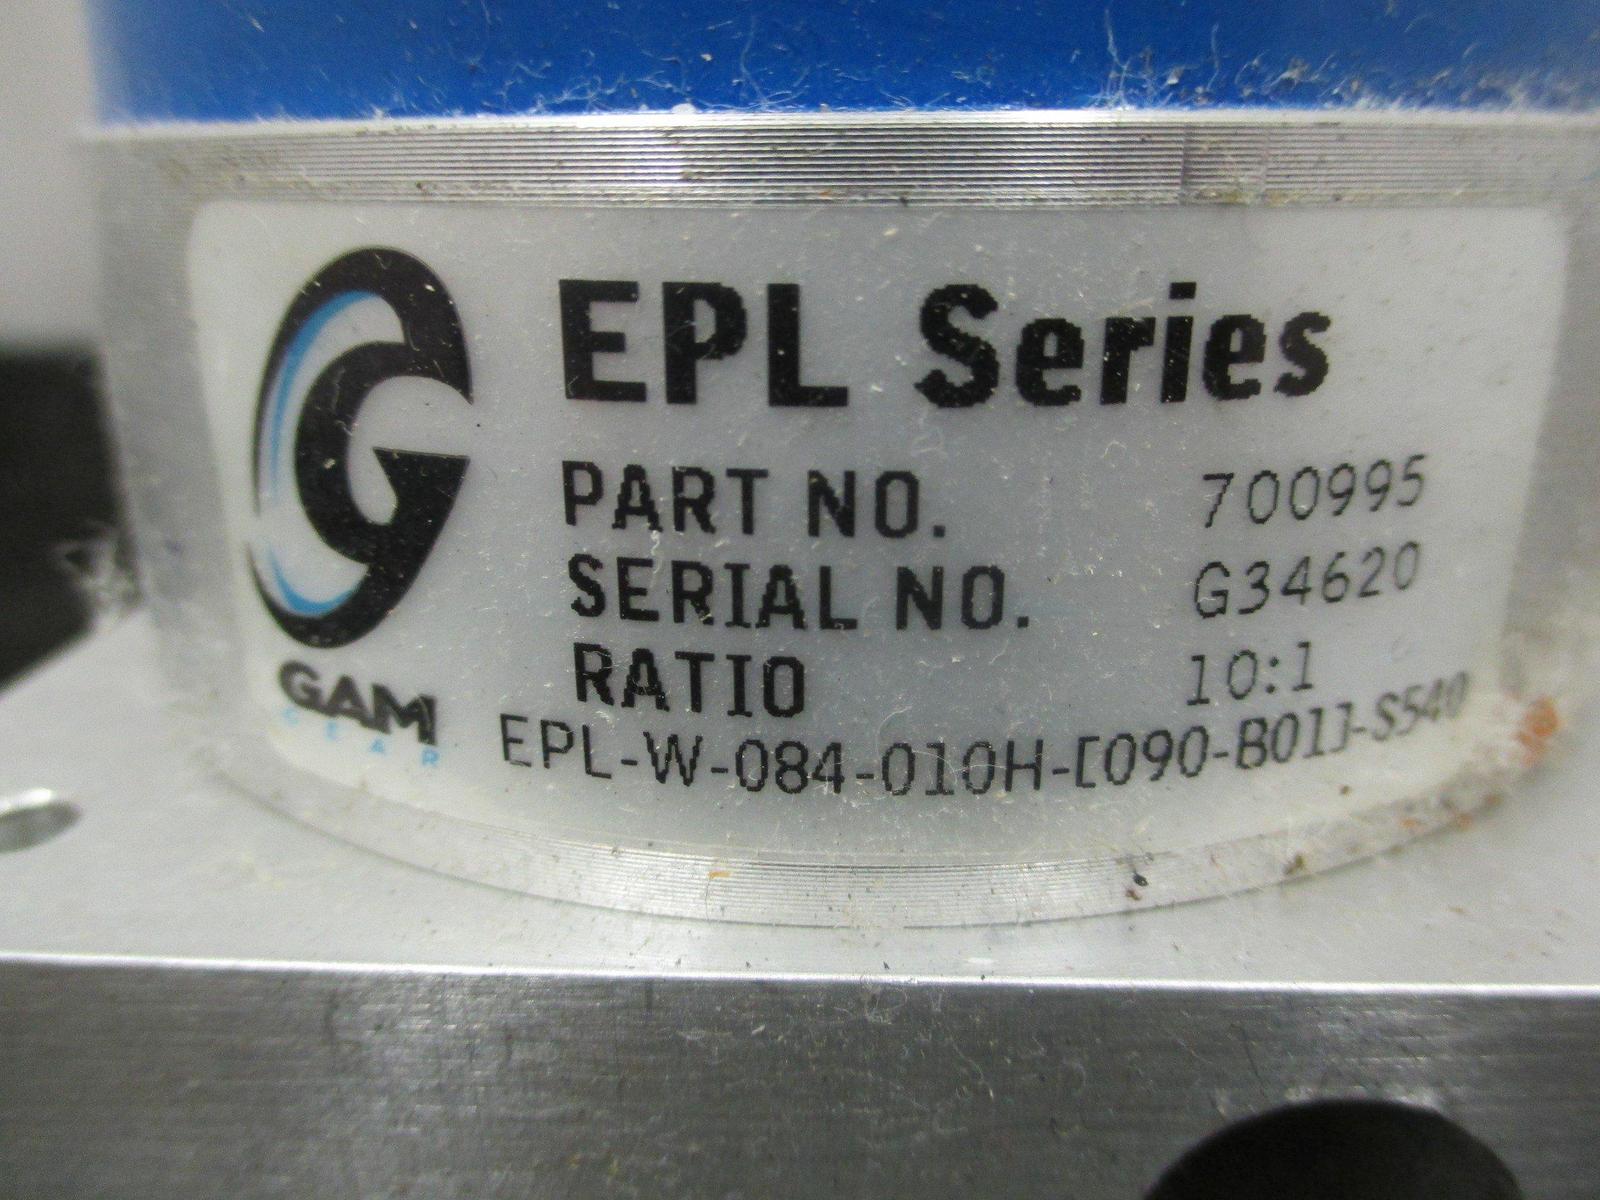 EPL Series
PART NO. 700995
SERIAL NO. G34620
RATIO 10:1
EPL-W-084-010H-[090-B01]-S540
GAM
GEAR